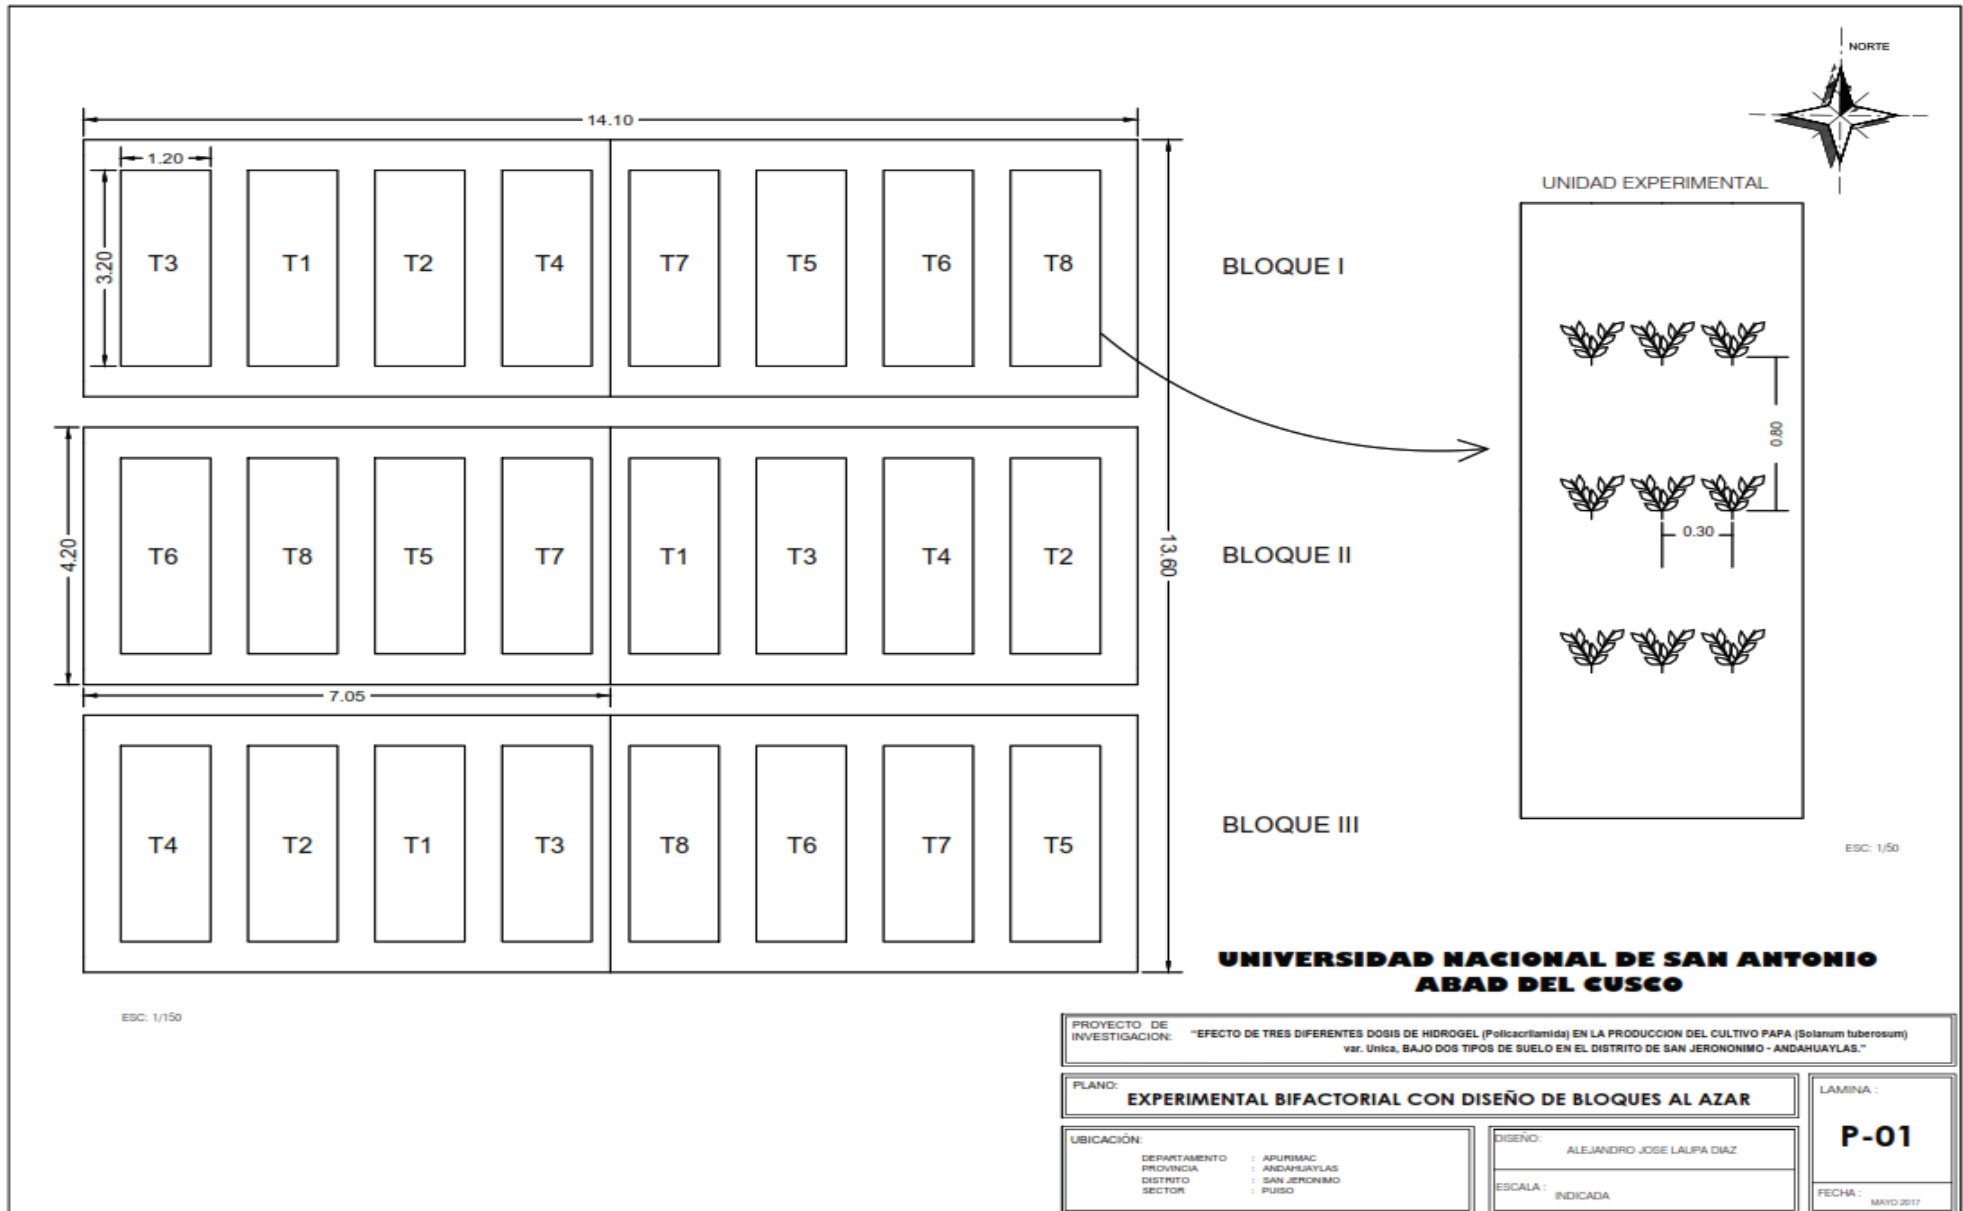 NORTE
14.10
1.20
3.20
T3 T1 T2 T4 T7 T5 T6 T8
BLOQUE I
UNIDAD EXPERIMENTAL
0.80
0.30
4.20
T6 T8 T5 T7 T1 T3 T4 T2
13.60
BLOQUE II
7.05
T4 T2 T1 T3 T8 T6 T7 T5
BLOQUE III
ESC: 1/50
ESC: 1/150
UNIVERSIDAD NACIONAL DE SAN ANTONIO
ABAD DEL CUSCO
PROYECTO DE
INVESTIGACION:
"EFECTO DE TRES DIFERENTES DOSIS DE HIDROGEL (Policacrilamida) EN LA PRODUCCION DEL CULTIVO PAPA (Solanum tuberosum)
var. Unica, BAJO DOS TIPOS DE SUELO EN EL DISTRITO DE SAN JERONONIMO - ANDAHUAYLAS."
PLANO:
EXPERIMENTAL BIFACTORIAL CON DISEÑO DE BLOQUES AL AZAR
LAMINA :
P-01
UBICACIÓN:
DEPARTAMENTO : APURIMAC
PROVINCIA : ANDAHUAYLAS
DISTRITO : SAN JERONIMO
SECTOR : PUISO
DISEÑO:
ALEJANDRO JOSE LAUPA DIAZ
ESCALA :
INDICADA
FECHA :
MAYO 2017